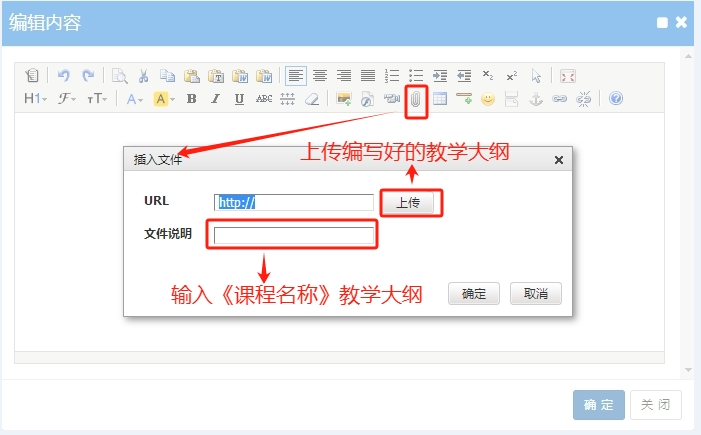 编辑内容
H1 F тT A A B I U ABC
插入文件
上传编写好的教学大纲
URL http:// 上传
文件说明
输入《课程名称》教学大纲
确定 取消
确 定 关 闭